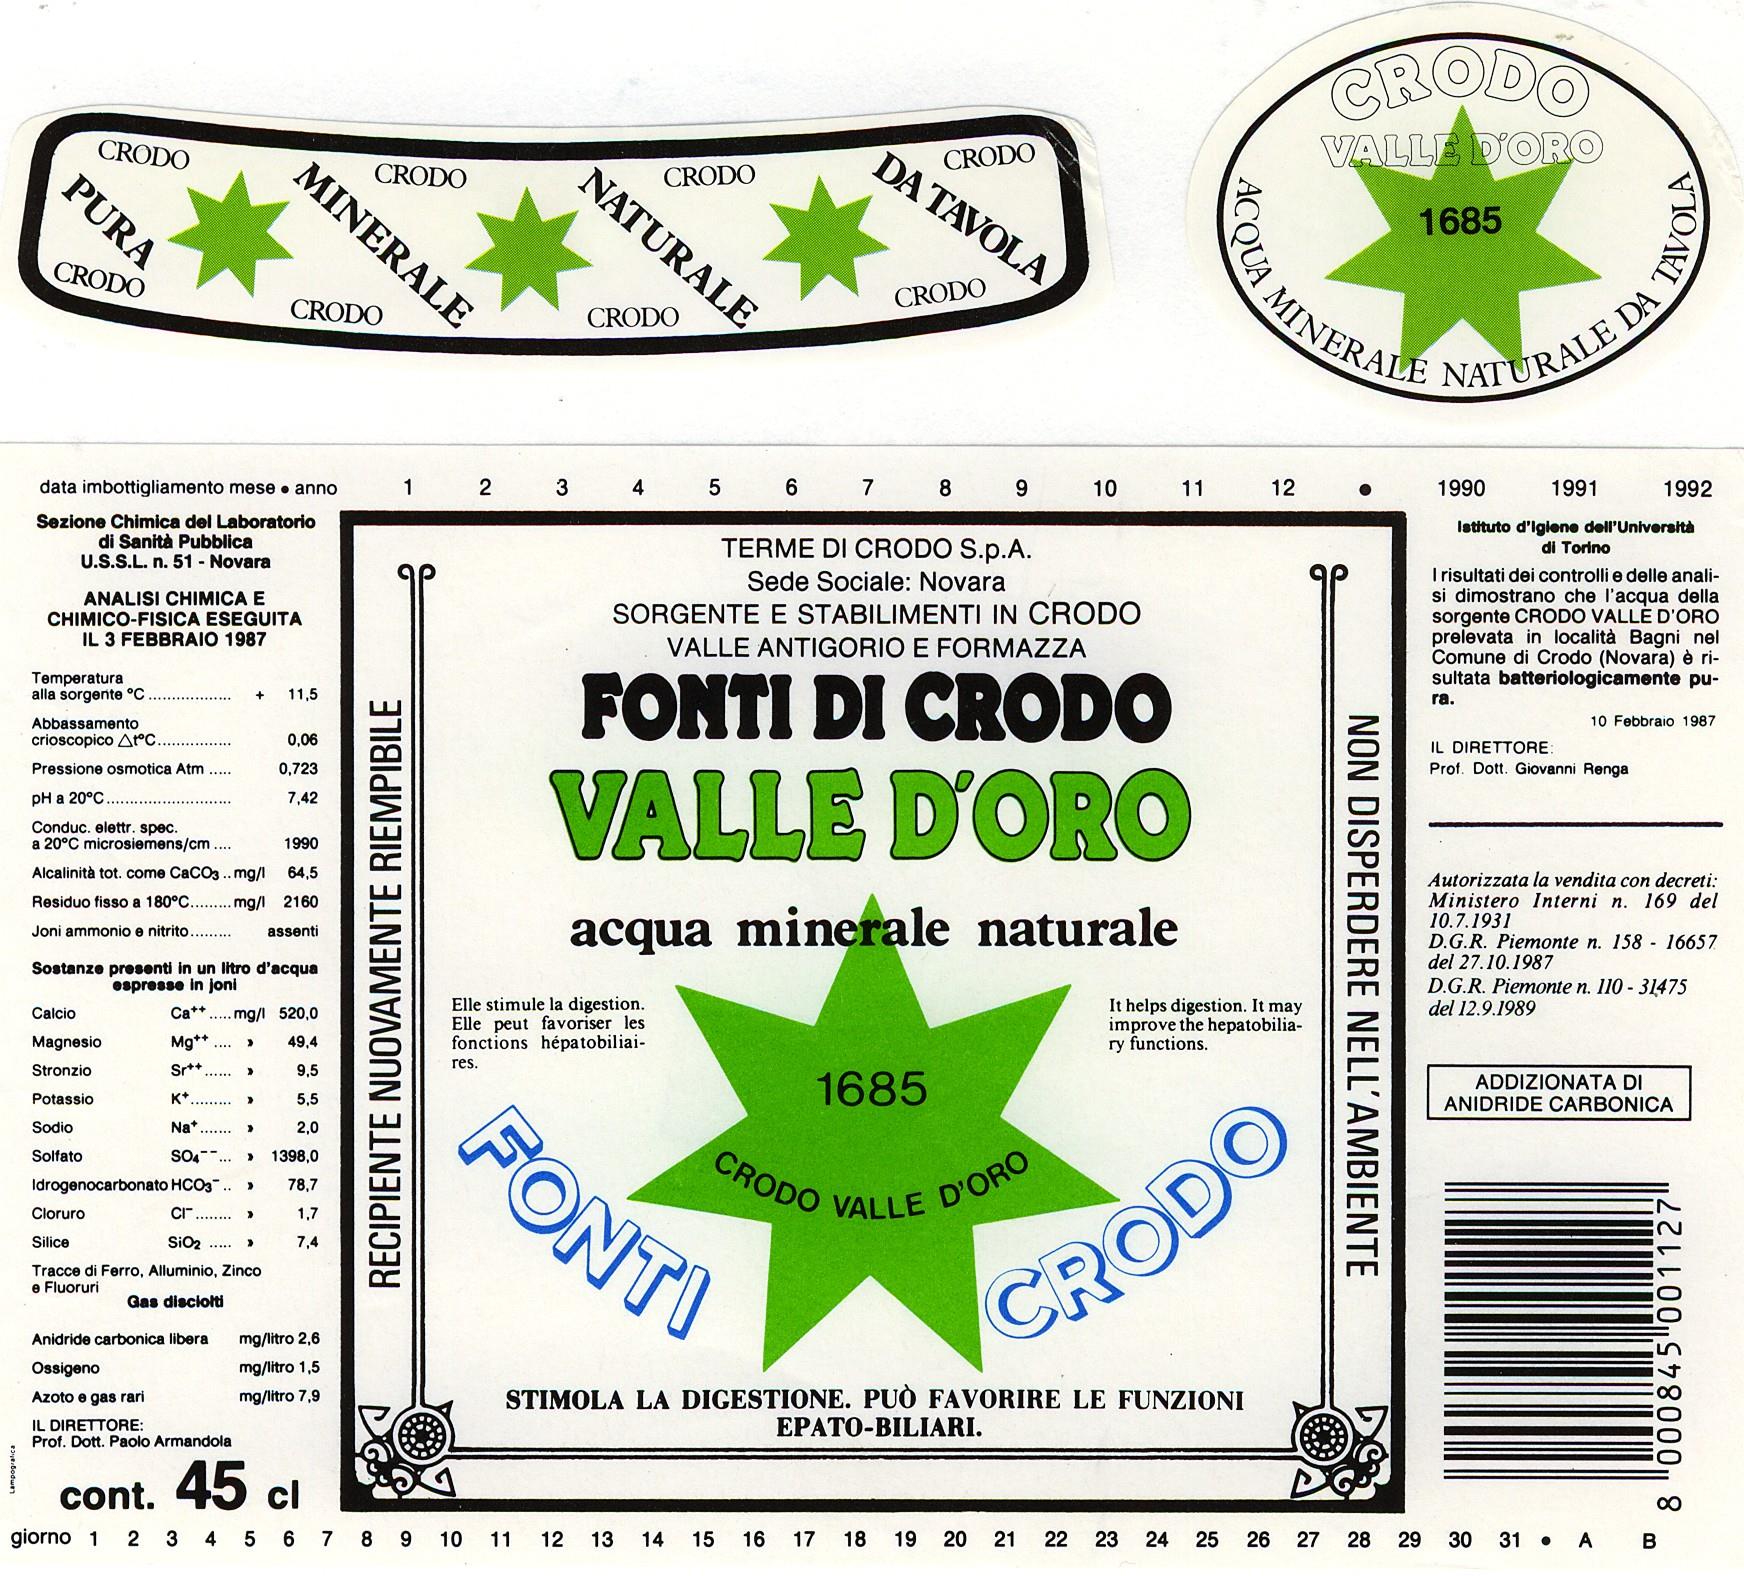 CRODO CRODO CRODO CRODO
PURA MINERALE NATURALE DA TAVOLA
CRODO CRODO CRODO CRODO
CRODO
VALLE D'ORO
1685
ACQUA MINERALE NATURALE DA TAVOLA
data imbottigliamento mese • anno 1 2 3 4 5 6 7 8 9 10 11 12 • 1990 1991 1992
Sezione Chimica del Laboratorio
di Sanità Pubblica
U.S.S.L. n. 51 - Novara
ANALISI CHIMICA E
CHIMICO-FISICA ESEGUITA
IL 3 FEBBRAIO 1987
Temperatura
alla sorgente °C .................. + 11,5
Abbassamento
crioscopico △t°C................ 0,06
Pressione osmotica Atm ..... 0,723
pH a 20°C........................... 7,42
Conduc. elettr. spec.
a 20°C microsiemens/cm .... 1990
Alcalinità tot. come CaCO₃ .. mg/l 64,5
Residuo fisso a 180°C......... mg/l 2160
Joni ammonio e nitrito......... assenti
Sostanze presenti in un litro d'acqua
espresse in joni
Calcio Ca⁺⁺ ..... mg/l 520,0
Magnesio Mg⁺⁺ .... » 49,4
Stronzio Sr⁺⁺...... » 9,5
Potassio K⁺......... » 5,5
Sodio Na⁺....... » 2,0
Solfato SO₄⁻⁻... » 1398,0
Idrogenocarbonato HCO₃⁻ .. » 78,7
Cloruro Cl⁻........ » 1,7
Silice SiO₂ ..... » 7,4
Tracce di Ferro, Alluminio, Zinco
e Fluoruri
Gas disciolti
Anidride carbonica libera mg/litro 2,6
Ossigeno mg/litro 1,5
Azoto e gas rari mg/litro 7,9
IL DIRETTORE:
Prof. Dott. Paolo Armandola
Lampografica
cont. 45 cl
RECIPIENTE NUOVAMENTE RIEMPIBILE
TERME DI CRODO S.p.A.
Sede Sociale: Novara
SORGENTE E STABILIMENTI IN CRODO
VALLE ANTIGORIO E FORMAZZA
FONTI DI CRODO
VALLE D'ORO
acqua minerale naturale
Elle stimule la digestion.
Elle peut favoriser les
fonctions hépatobiliai-
res.
It helps digestion. It may
improve the hepatobilia-
ry functions.
1685
CRODO VALLE D'ORO
FONTI CRODO
STIMOLA LA DIGESTIONE. PUÒ FAVORIRE LE FUNZIONI
EPATO-BILIARI.
NON DISPERDERE NELL'AMBIENTE
Istituto d'Igiene dell'Università
di Torino
I risultati dei controlli e delle anali-
si dimostrano che l'acqua della
sorgente CRODO VALLE D'ORO
prelevata in località Bagni nel
Comune di Crodo (Novara) è ri-
sultata batteriologicamente pu-
ra.
10 Febbraio 1987
IL DIRETTORE:
Prof. Dott. Giovanni Renga
Autorizzata la vendita con decreti:
Ministero Interni n. 169 del
10.7.1931
D.G.R. Piemonte n. 158 - 16657
del 27.10.1987
D.G.R. Piemonte n. 110 - 31475
del 12.9.1989
ADDIZIONATA DI
ANIDRIDE CARBONICA
8 000845 001127
giorno 1 2 3 4 5 6 7 8 9 10 11 12 13 14 15 16 17 18 19 20 21 22 23 24 25 26 27 28 29 30 31 • A B